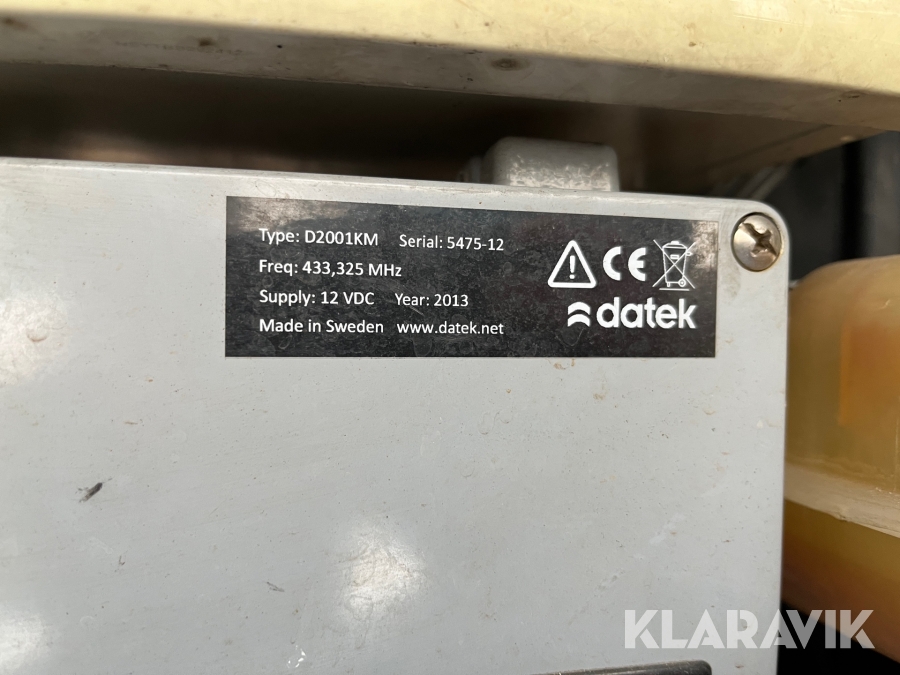 Type: D2001KM Serial: 5475-12
Freq: 433,325 MHz
Supply: 12 VDC Year: 2013
Made in Sweden www.datek.net
CE
datek
KLARAVIK